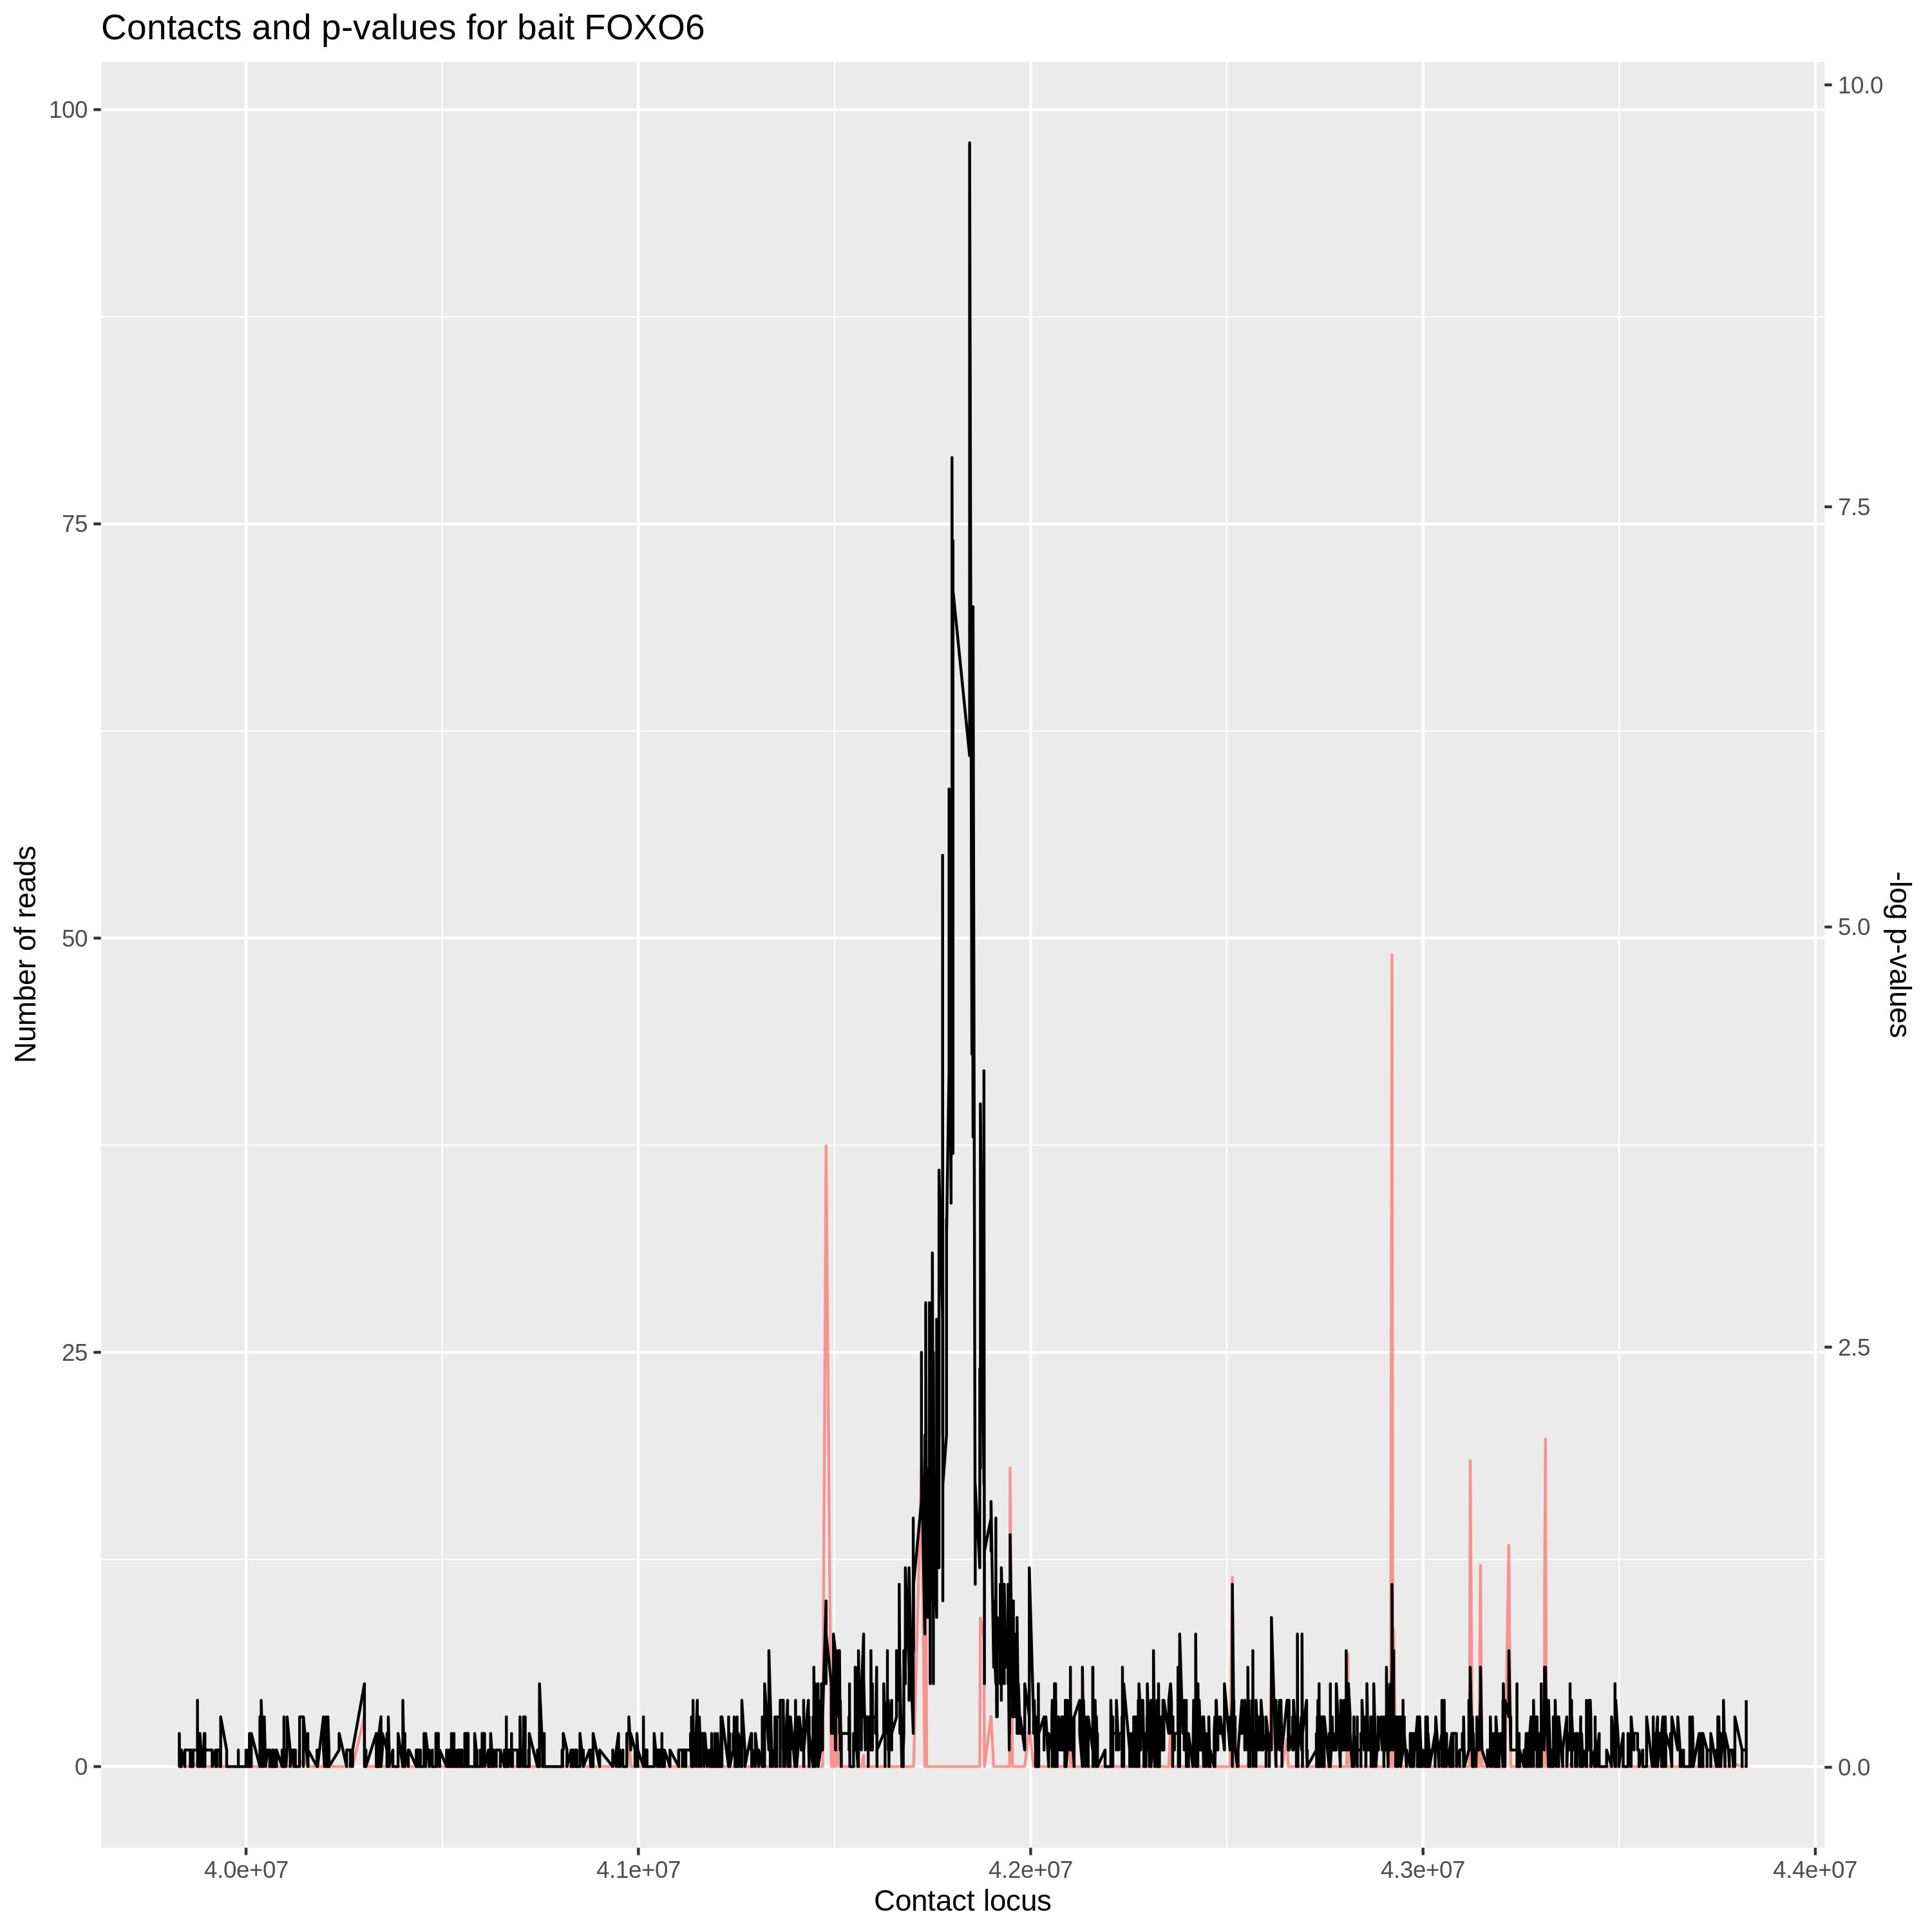 Contacts and p-values for bait FOXO6
100
75
50
25
0
Number of reads
10.0
7.5
5.0
2.5
0.0
-log p-values
4.0e+07
4.1e+07
4.2e+07
4.3e+07
4.4e+07
Contact locus